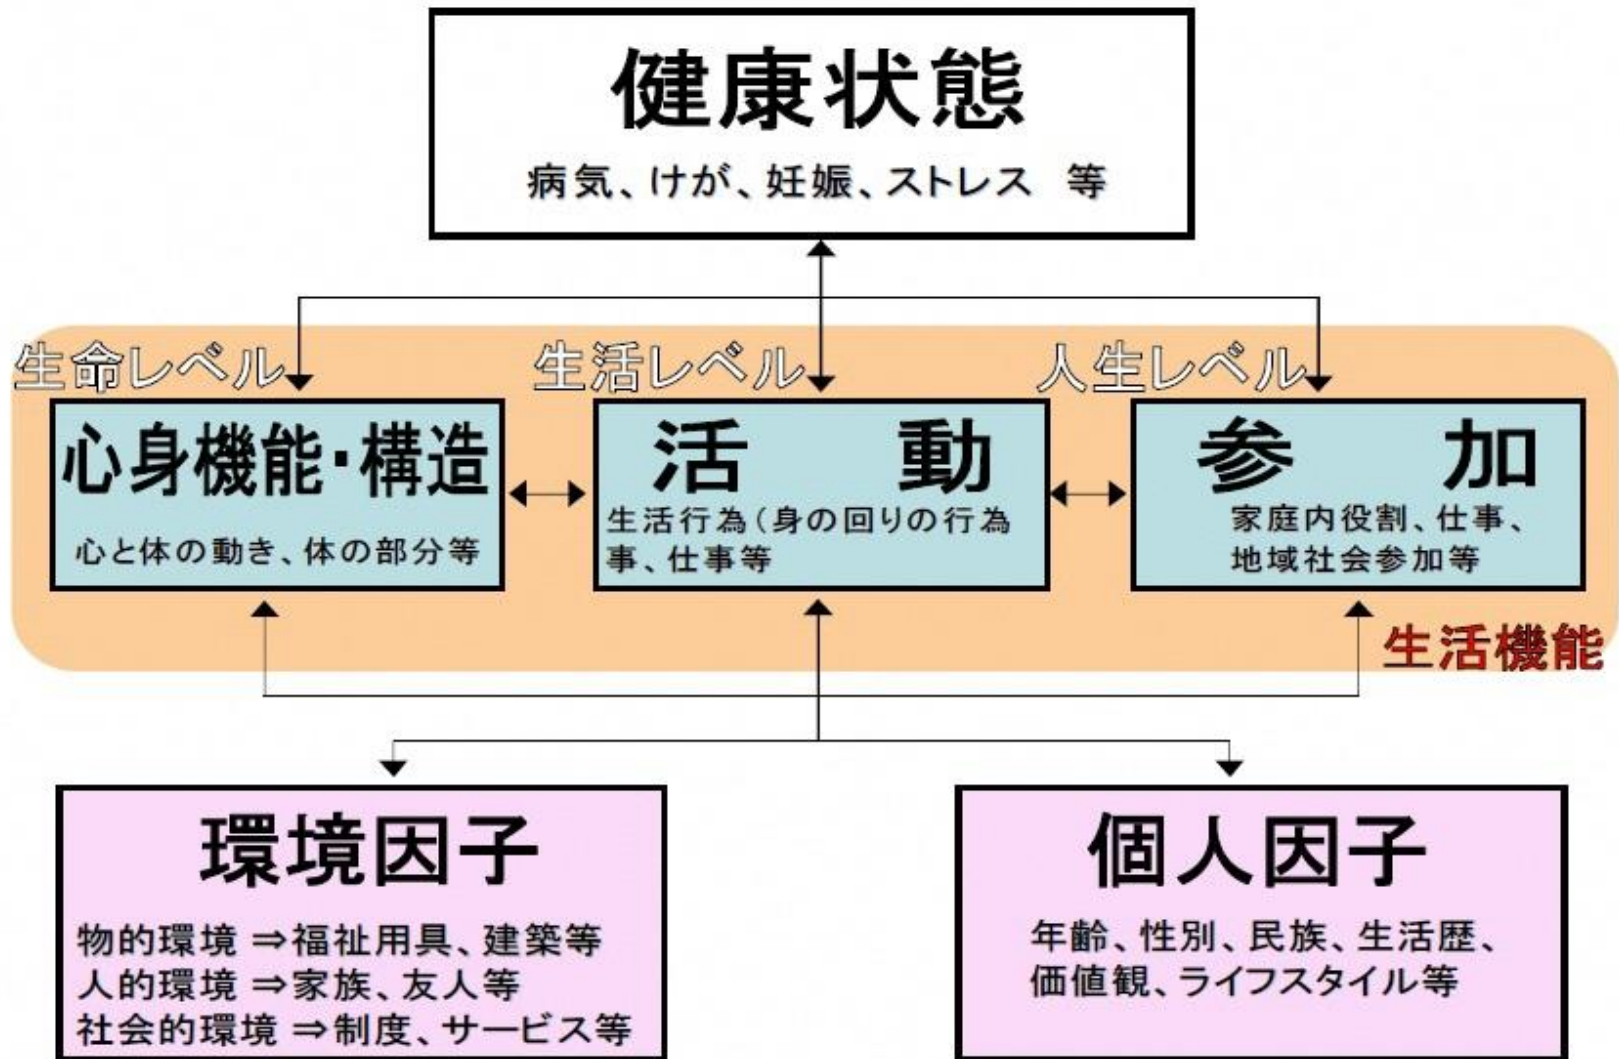 健康状態
病気、けが、妊娠、ストレス 等
生命レベル
生活レベル
人生レベル
心身機能・構造
心と体の動き、体の部分等
活 動
生活行為(身の回りの行為
事、仕事等
参 加
家庭内役割、仕事、
地域社会参加等
生活機能
環境因子
物的環境 ⇒福祉用具、建築等
人的環境 ⇒家族、友人等
社会的環境 ⇒制度、サービス等
個人因子
年齢、性別、民族、生活歴、
価値観、ライフスタイル等